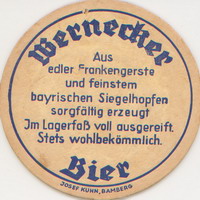 Wernecker
Aus
edler Frankengerste
und feinstem
bayrischen Siegelhopfen
sorgfältig erzeugt
Im Lagerfaß voll ausgereift.
Stets wohlbekömmlich.
Bier
JOSEF KUHN, BAMBERG